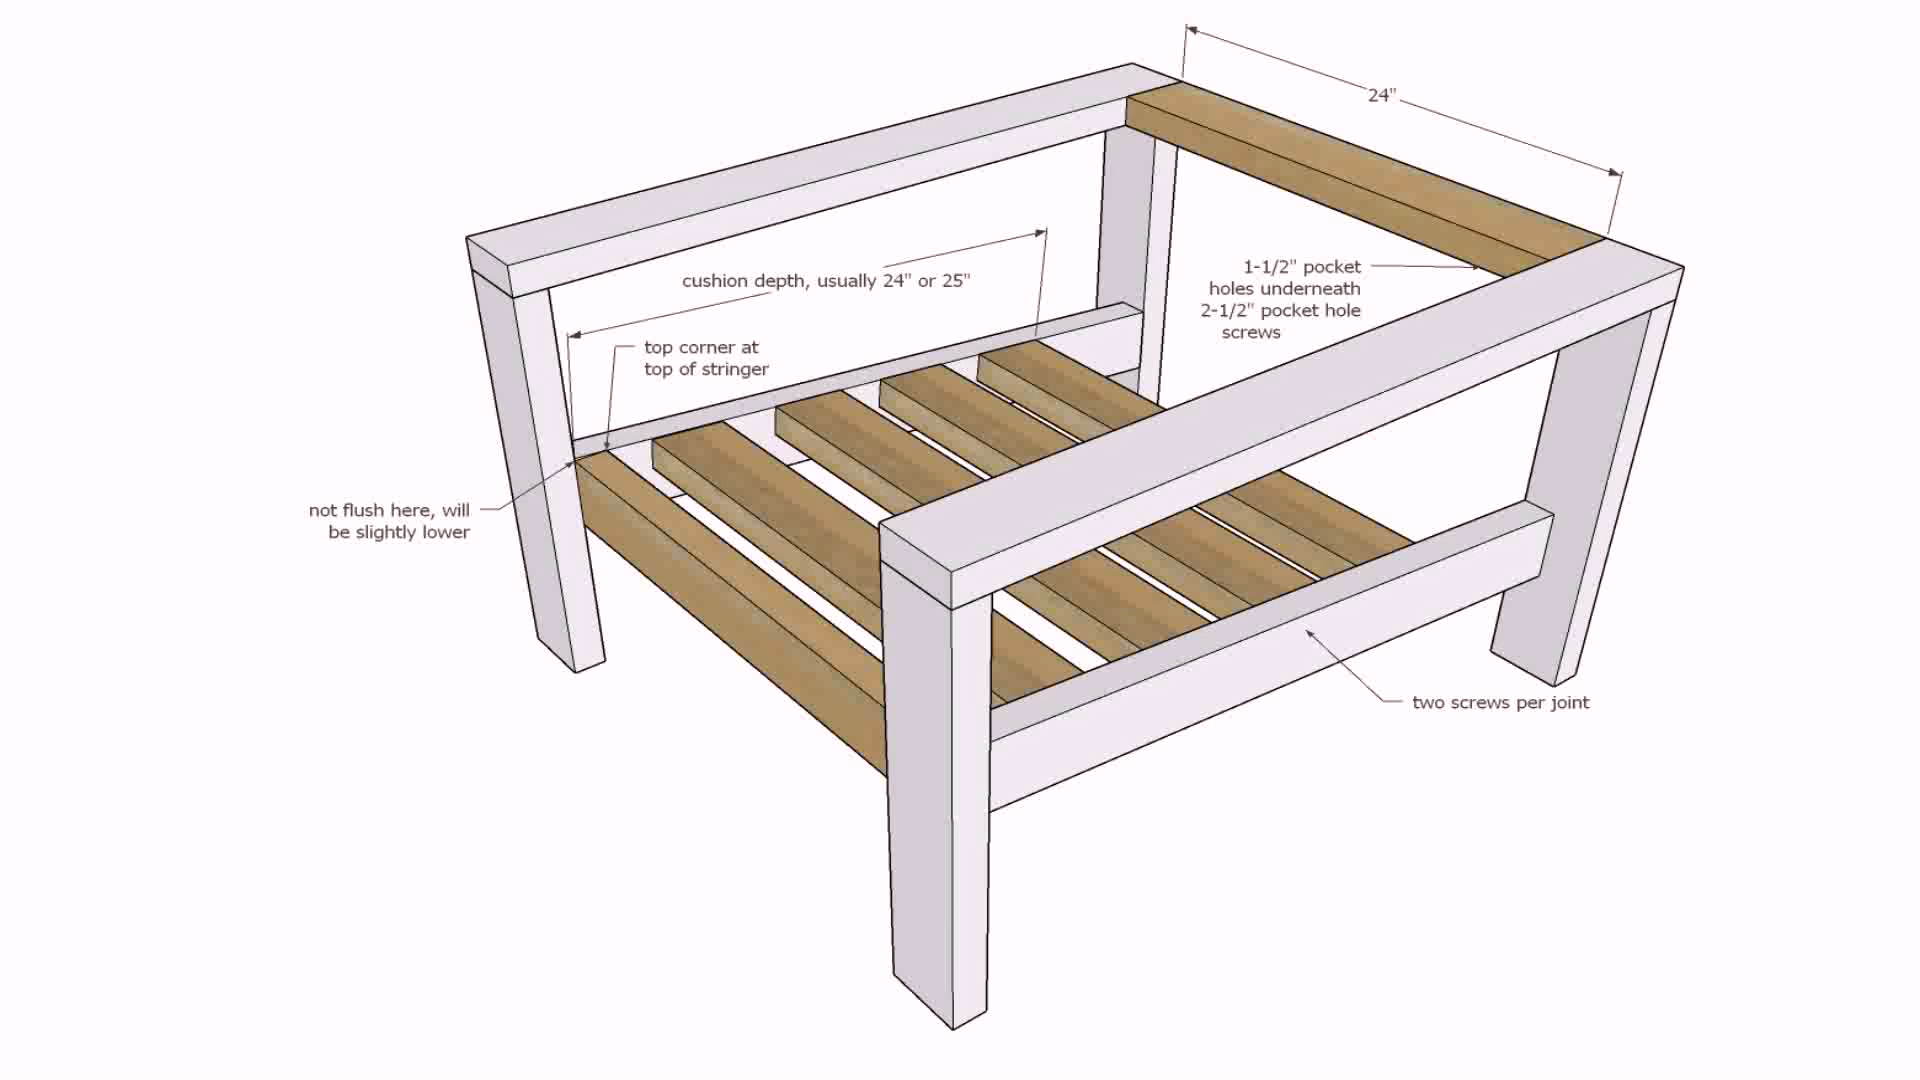 24"
cushion depth, usually 24" or 25"
1-1/2" pocket
holes underneath
2-1/2" pocket hole
screws
top corner at
top of stringer
not flush here, will
be slightly lower
two screws per joint